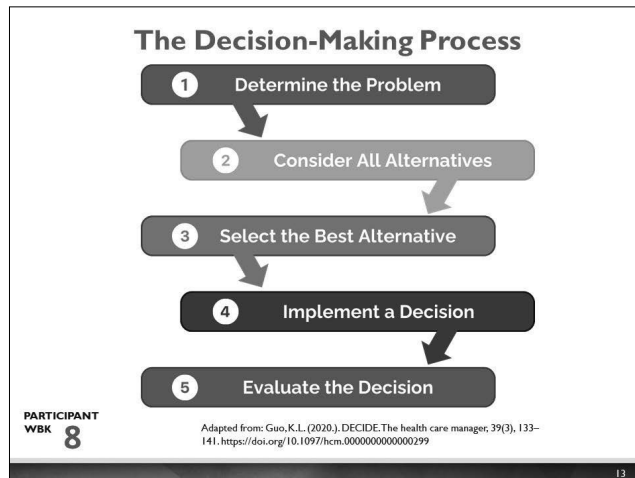 The Decision-Making Process
1 Determine the Problem
2 Consider All Alternatives
3 Select the Best Alternative
4 Implement a Decision
5 Evaluate the Decision
PARTICIPANT
WBK 8
Adapted from: Guo, K.L. (2020.). DECIDE. The health care manager, 39(3), 133–
141. https://doi.org/10.1097/hcm.0000000000000299
13